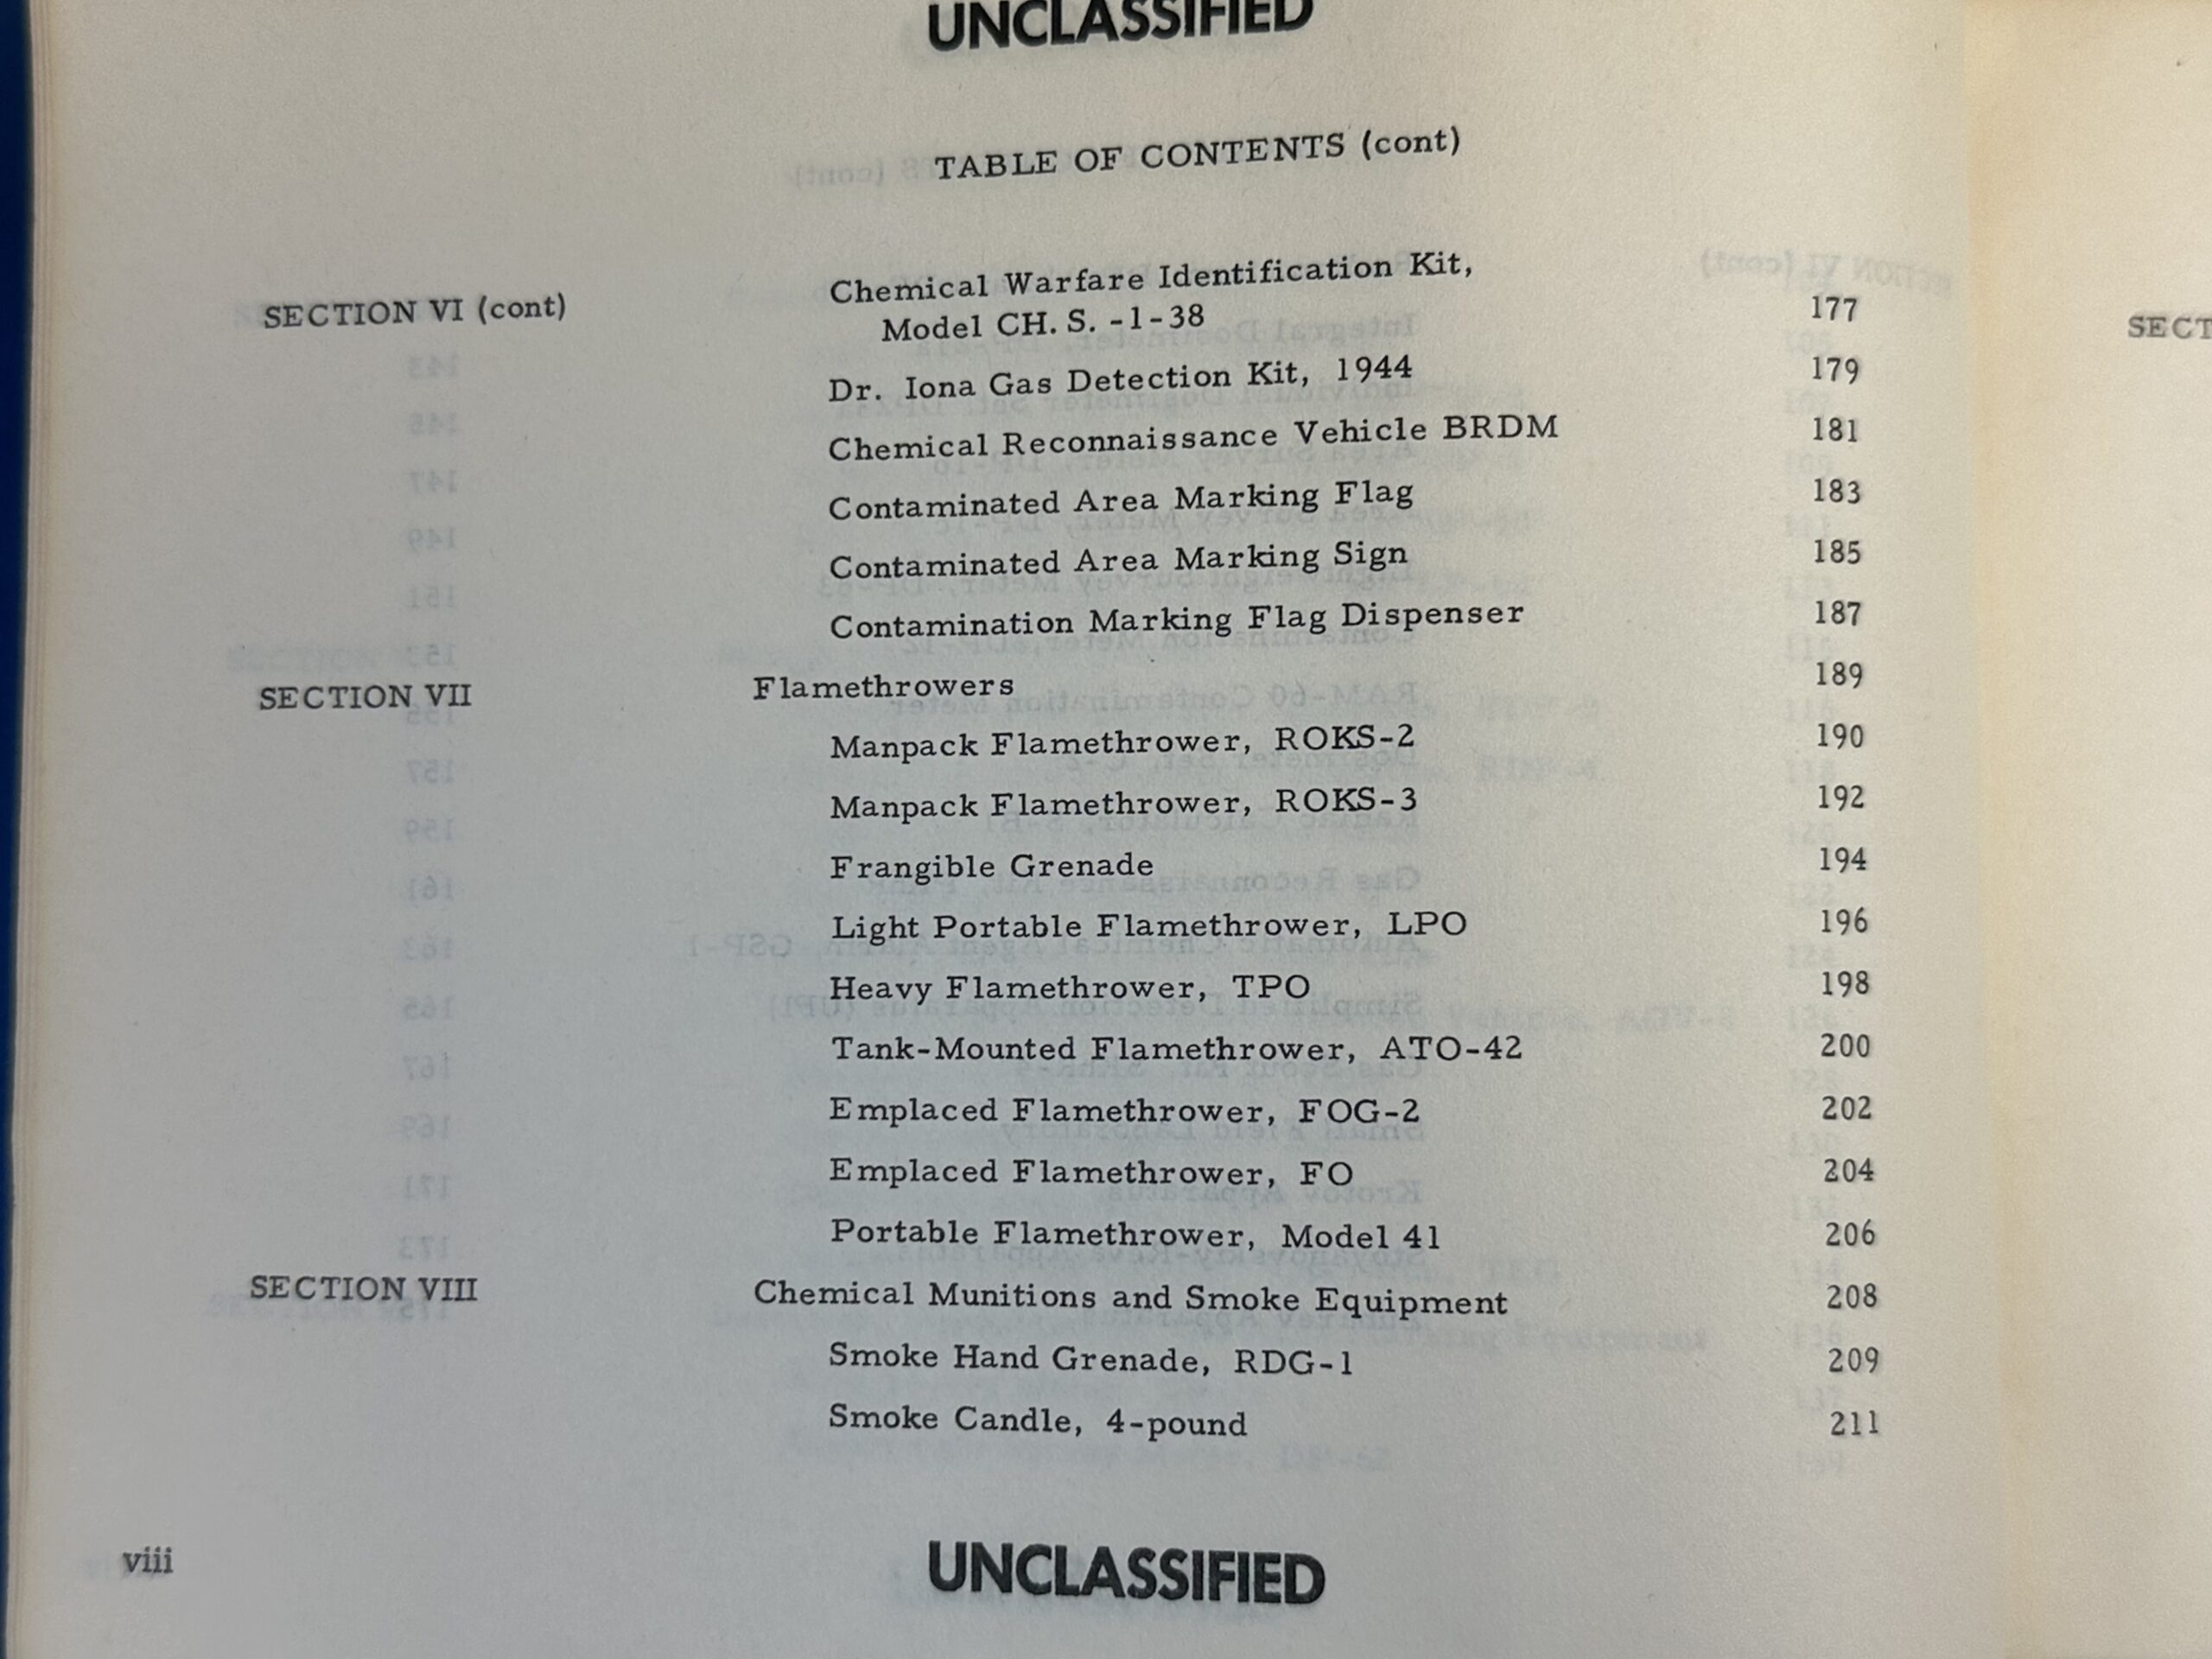 UNCLASSIFIED
TABLE OF CONTENTS (cont)
SECTION VI (cont) Chemical Warfare Identification Kit,
Model CH. S. -1-38 177
Dr. Iona Gas Detection Kit, 1944 179
Chemical Reconnaissance Vehicle BRDM 181
Contaminated Area Marking Flag 183
Contaminated Area Marking Sign 185
Contamination Marking Flag Dispenser 187
SECTION VII Flamethrowers 189
Manpack Flamethrower, ROKS-2 190
Manpack Flamethrower, ROKS-3 192
Frangible Grenade 194
Light Portable Flamethrower, LPO 196
Heavy Flamethrower, TPO 198
Tank-Mounted Flamethrower, ATO-42 200
Emplaced Flamethrower, FOG-2 202
Emplaced Flamethrower, FO 204
Portable Flamethrower, Model 41 206
SECTION VIII Chemical Munitions and Smoke Equipment 208
Smoke Hand Grenade, RDG-1 209
Smoke Candle, 4-pound 211
viii
UNCLASSIFIED
SECT